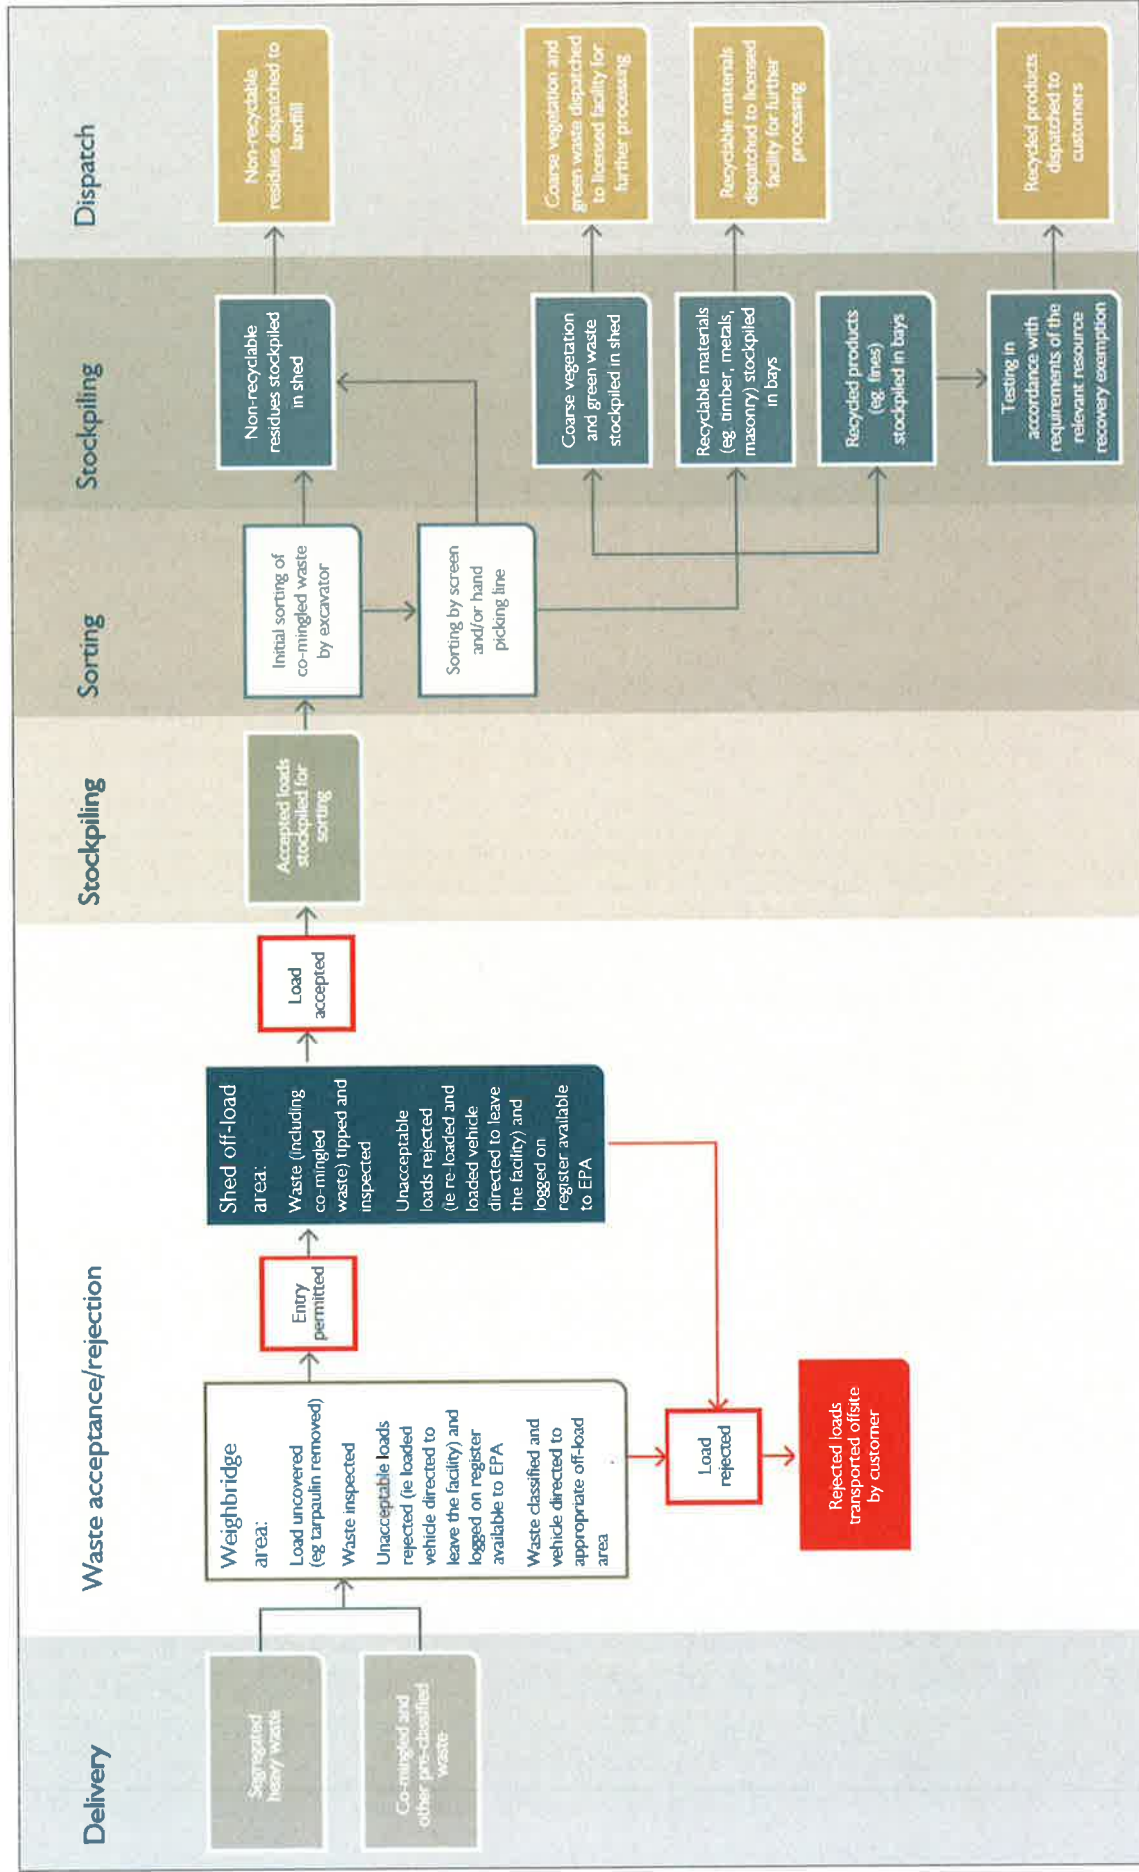 Delivery
Segregated
heavy waste
Co-mingled and
other pre-classified
waste
Waste acceptance/rejection
Weighbridge
area:
Load uncovered
(eg tarpaulin removed)
Waste inspected
Unacceptable loads
rejected (ie loaded
vehicle directed to
leave the facility) and
logged on register
available to EPA
Waste classified and
vehicle directed to
appropriate off-load
area
Entry
permitted
Shed off-load
area:
Waste (including
co-mingled
waste) tipped and
inspected
Unacceptable
loads rejected
(ie re-loaded and
loaded vehicle
directed to leave
the facility) and
logged on
register available
to EPA
Load
accepted
Load
rejected
Rejected loads
transported offsite
by customer
Stockpiling
Accepted loads
stockpiled for
sorting
Sorting
Initial sorting of
co-mingled waste
by excavator
Sorting by screen
and/or hand
picking line
Stockpiling
Non-recyclable
residues stockpiled
in shed
Coarse vegetation
and green waste
stockpiled in shed
Recyclable materials
(eg. timber, metals,
masonry) stockpiled
in bays
Recycled products
(eg. fines)
stockpiled in bays
Testing in
accordance with
requirements of the
relevant resource
recovery exemption
Dispatch
Non-recyclable
residues dispatched to
landfill
Coarse vegetation and
green waste dispatched
to licensed facility for
further processing
Recyclable materials
dispatched to licensed
facility for further
processing
Recycled products
dispatched to
customers